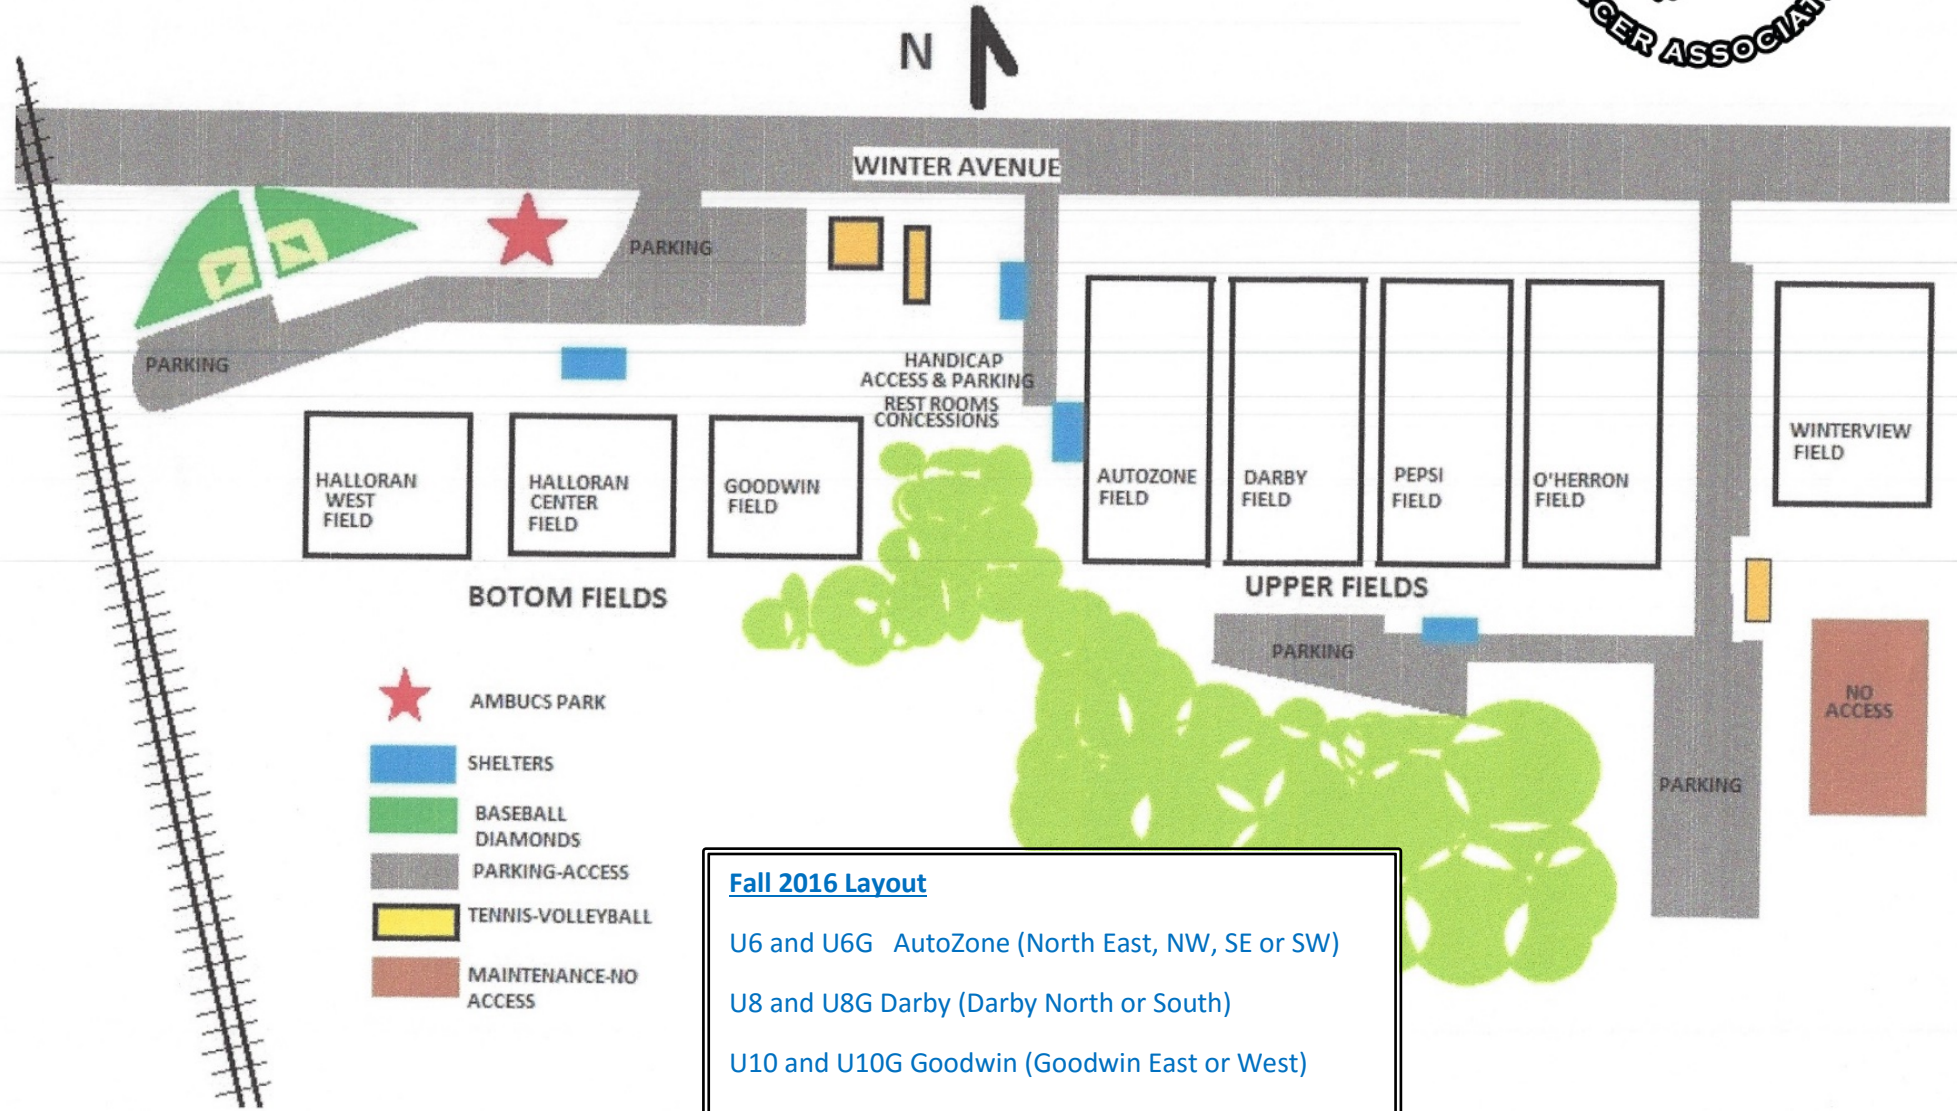 CER ASSOCIAT
N
WINTER AVENUE
PARKING
PARKING
HANDICAP
ACCESS & PARKING
REST ROOMS
CONCESSIONS
HALLORAN
WEST
FIELD
HALLORAN
CENTER
FIELD
GOODWIN
FIELD
AUTOZONE
FIELD
DARBY
FIELD
PEPSI
FIELD
O'HERRON
FIELD
WINTERVIEW
FIELD
BOTOM FIELDS
UPPER FIELDS
PARKING
NO
ACCESS
PARKING
AMBUCS PARK
SHELTERS
BASEBALL
DIAMONDS
PARKING-ACCESS
TENNIS-VOLLEYBALL
MAINTENANCE-NO
ACCESS
Fall 2016 Layout
U6 and U6G   AutoZone (North East, NW, SE or SW)
U8 and U8G Darby (Darby North or South)
U10 and U10G Goodwin (Goodwin East or West)